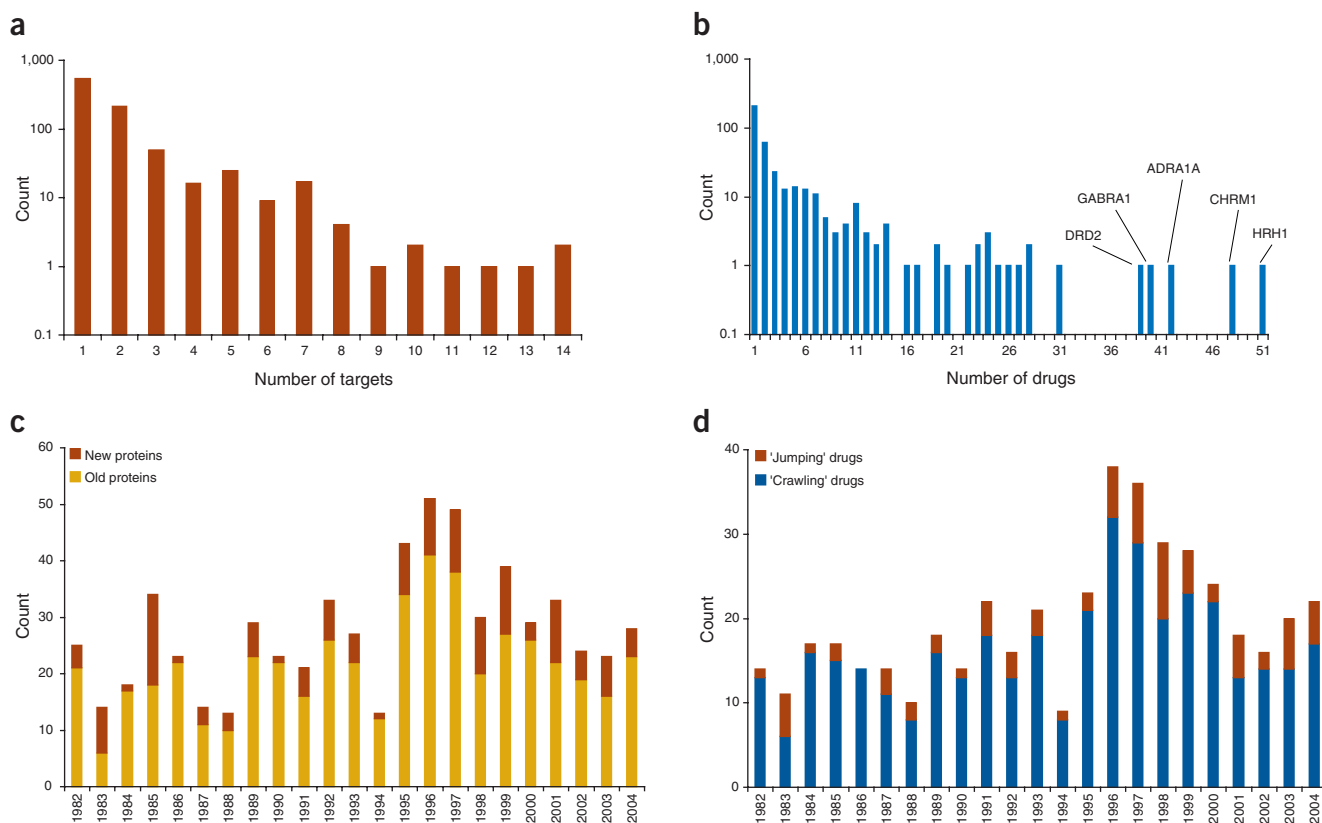 a
1,000
100
10
1
0.1
Count
1 2 3 4 5 6 7 8 9 10 11 12 13 14
Number of targets
b
1,000
100
10
1
0.1
Count
DRD2
GABRA1
ADRA1A
CHRM1
HRH1
1 6 11 16 21 26 31 36 41 46 51
Number of drugs
c
60
50
40
30
20
10
0
Count
New proteins
Old proteins
1982 1983 1984 1985 1986 1987 1988 1989 1990 1991 1992 1993 1994 1995 1996 1997 1998 1999 2000 2001 2002 2003 2004
d
40
30
20
10
0
Count
'Jumping' drugs
'Crawling' drugs
1982 1983 1984 1985 1986 1987 1988 1989 1990 1991 1992 1993 1994 1995 1996 1997 1998 1999 2000 2001 2002 2003 2004